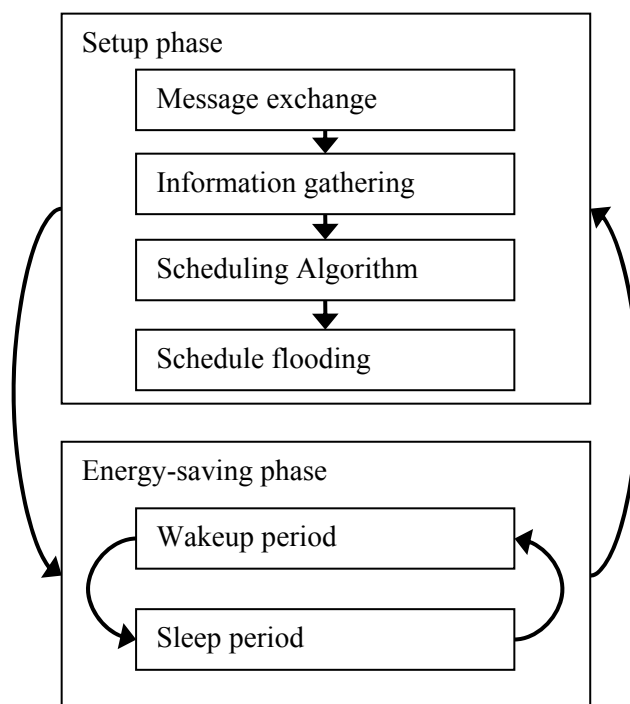 Setup phase
Message exchange
Information gathering
Scheduling Algorithm
Schedule flooding
Energy-saving phase
Wakeup period
Sleep period